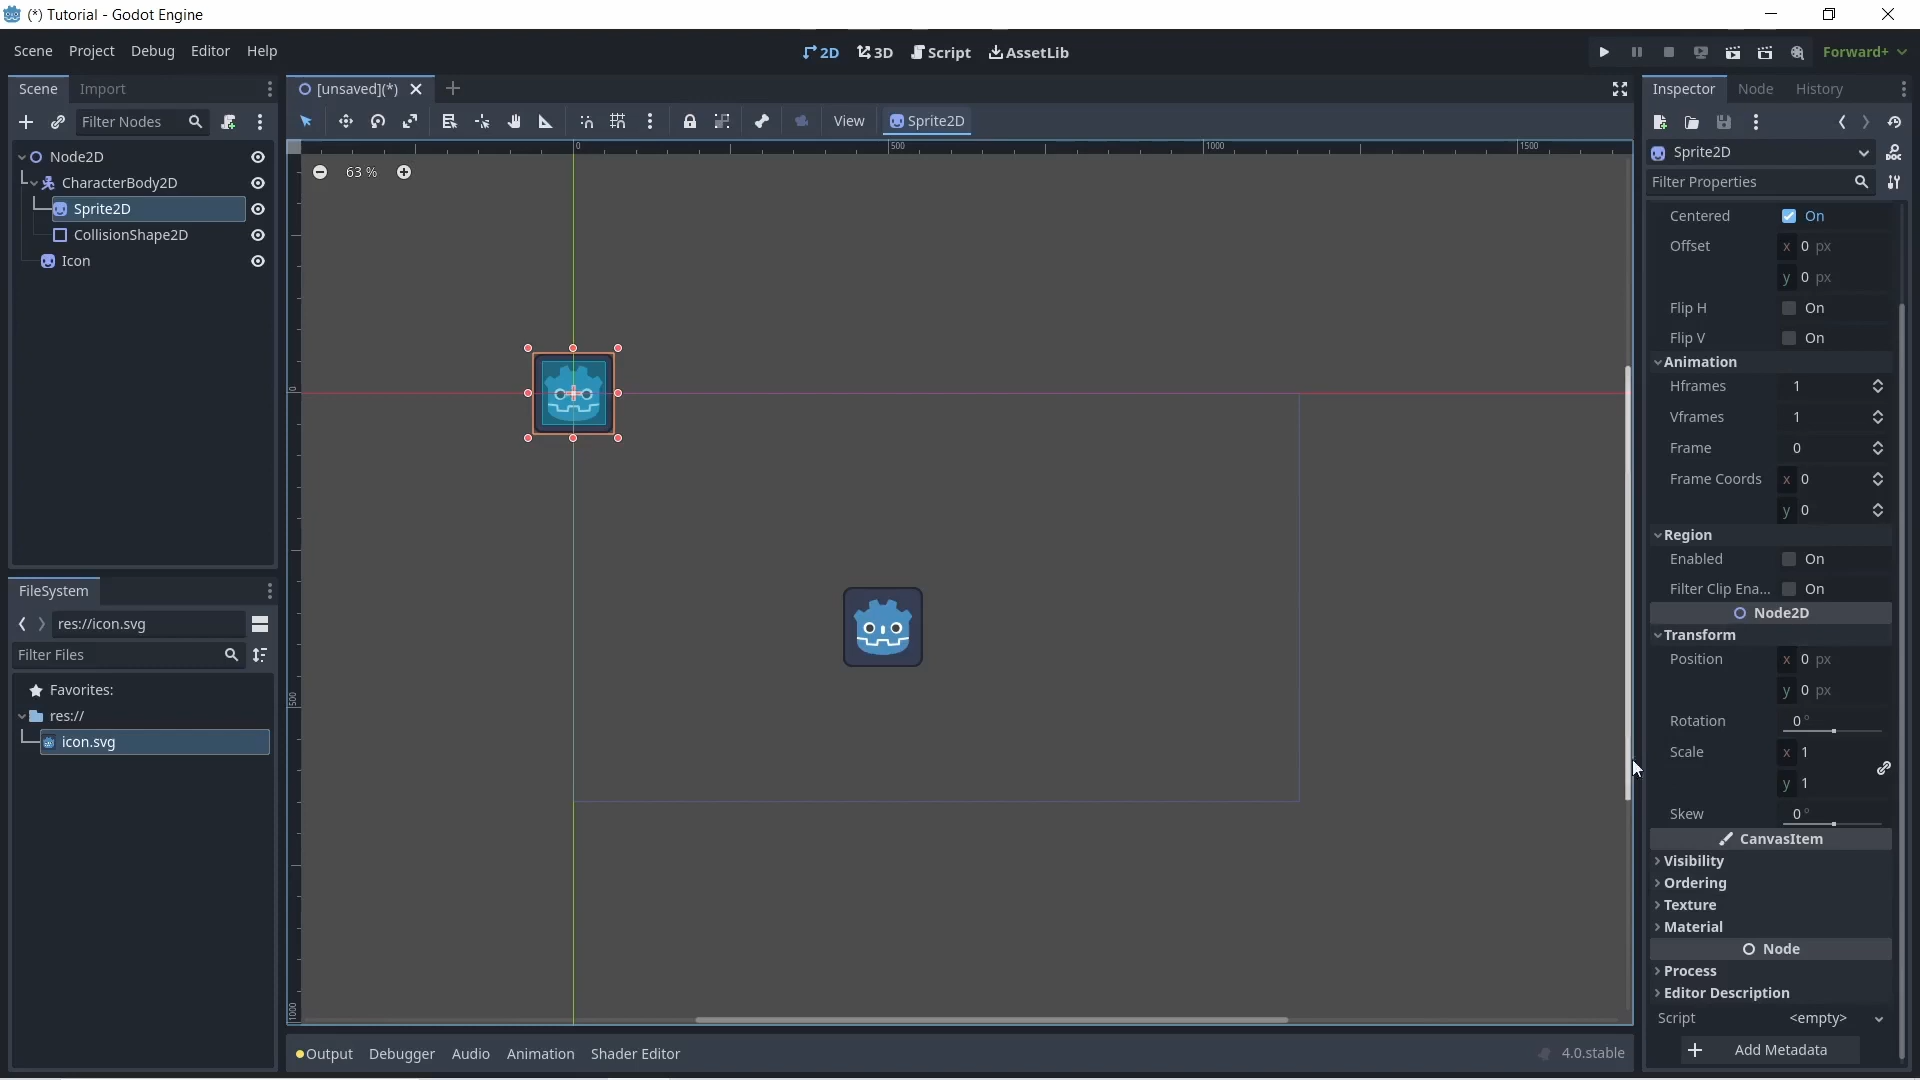 (*) Tutorial - Godot Engine
Scene Project Debug Editor Help
2D 3D Script AssetLib
Forward+
Scene Import
[unsaved](*)
Inspector Node History
Filter Nodes
View Sprite2D
63 %
0 500 1000 1500
0
500
1000
Node2D
CharacterBody2D
Sprite2D
CollisionShape2D
Icon
FileSystem
res://icon.svg
Filter Files
Favorites:
res://
icon.svg
Sprite2D
Filter Properties
Centered On
Offset x 0 px
y 0 px
Flip H On
Flip V On
Animation
Hframes 1
Vframes 1
Frame 0
Frame Coords x 0
y 0
Region
Enabled On
Filter Clip Ena... On
Node2D
Transform
Position x 0 px
y 0 px
Rotation 0 °
Scale x 1
y 1
Skew 0 °
CanvasItem
Visibility
Ordering
Texture
Material
Node
Process
Editor Description
Script <empty>
Add Metadata
Output Debugger Audio Animation Shader Editor
4.0.stable